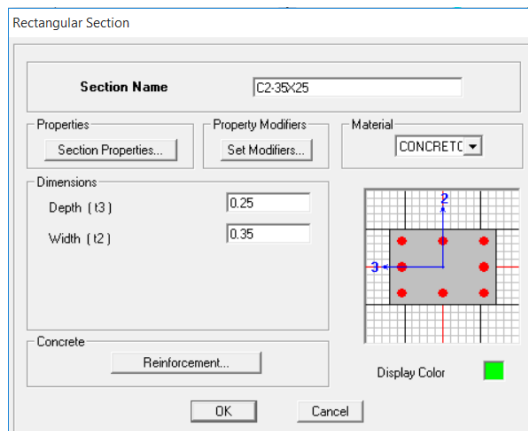 Rectangular Section
Section Name C2-35X25
Properties Property Modifiers Material
Section Properties... Set Modifiers... CONCRETC
Dimensions
Depth (t3) 0.25
Width (t2) 0.35
2
3
Concrete
Reinforcement...
Display Color
OK Cancel